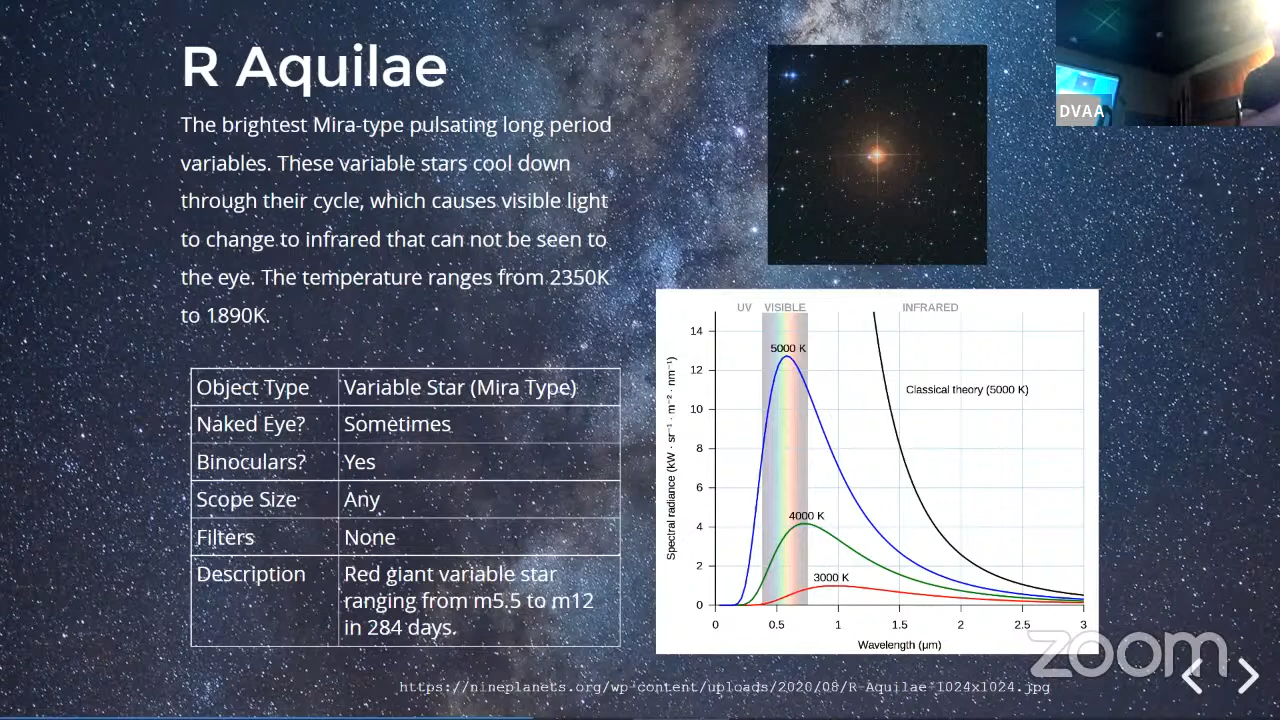 R Aquilae
The brightest Mira-type pulsating long period
variables. These variable stars cool down
through their cycle, which causes visible light
to change to infrared that can not be seen to
the eye. The temperature ranges from 2350K
to 1890K.
Object Type Variable Star (Mira Type)
Naked Eye? Sometimes
Binoculars? Yes
Scope Size Any
Filters None
Description Red giant variable star
ranging from m5.5 to m12
in 284 days.
DVAA
UV VISIBLE INFRARED
14
12
10
8
6
4
2
0
Spectral radiance (kW · sr⁻¹ · m⁻² · nm⁻¹)
5000 K
Classical theory (5000 K)
4000 K
3000 K
0 0.5 1 1.5 2 2.5 3
Wavelength (μm)
zoom
https://nineplanets.org/wp-content/uploads/2020/08/R-Aquilae-1024x1024.jpg